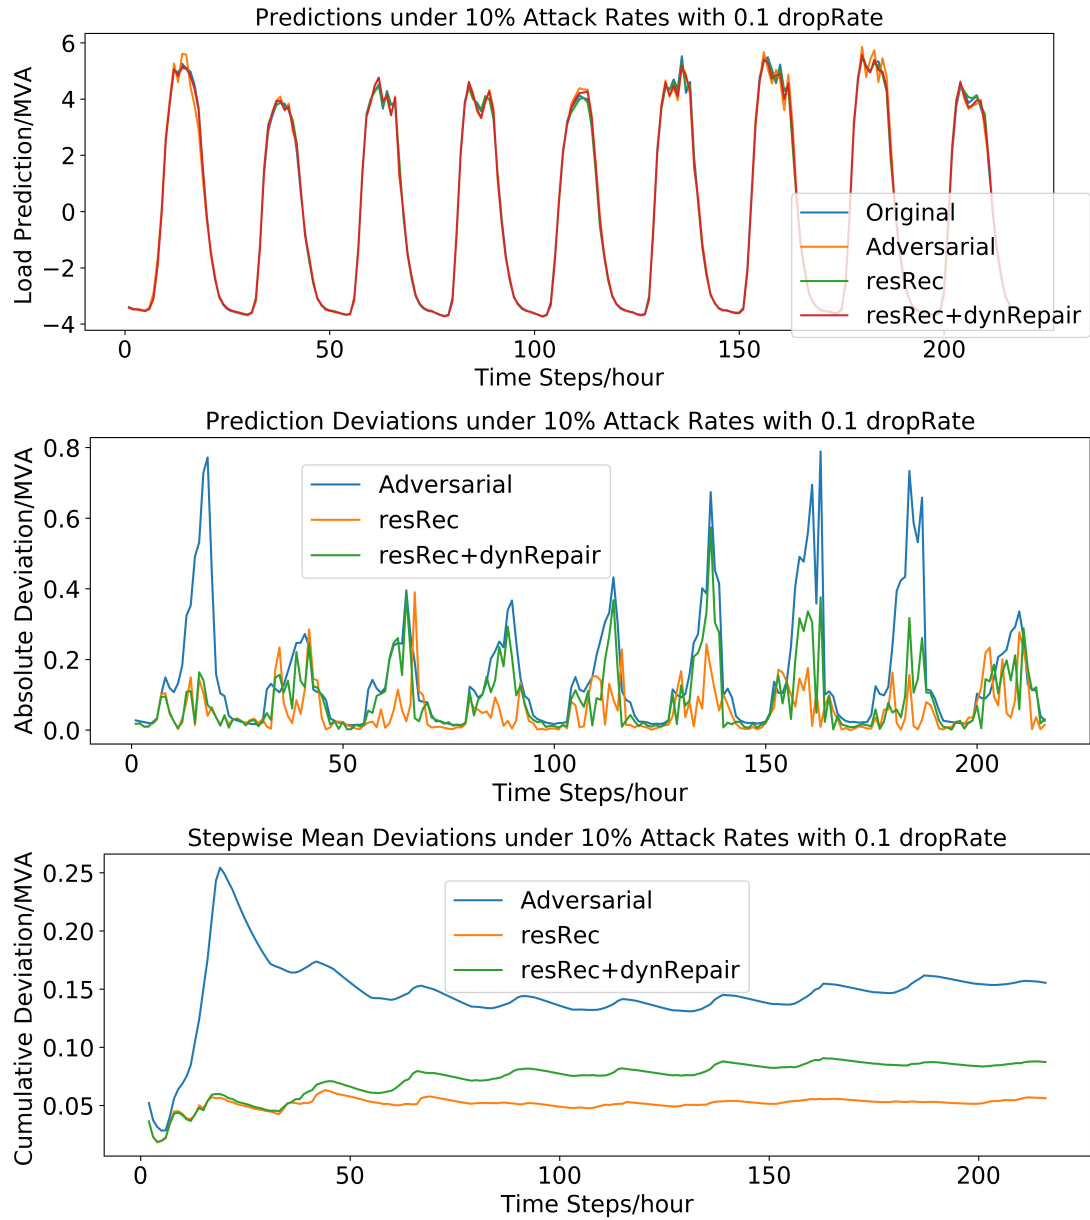 Predictions under 10% Attack Rates with 0.1 dropRate
Load Prediction/MVA
6
4
2
0
−2
−4
Original
Adversarial
resRec
resRec+dynRepair
0 50 100 150 200
Time Steps/hour
Prediction Deviations under 10% Attack Rates with 0.1 dropRate
Absolute Deviation/MVA
0.8
0.6
0.4
0.2
0.0
Adversarial
resRec
resRec+dynRepair
0 50 100 150 200
Time Steps/hour
Stepwise Mean Deviations under 10% Attack Rates with 0.1 dropRate
Cumulative Deviation/MVA
0.25
0.20
0.15
0.10
0.05
Adversarial
resRec
resRec+dynRepair
0 50 100 150 200
Time Steps/hour